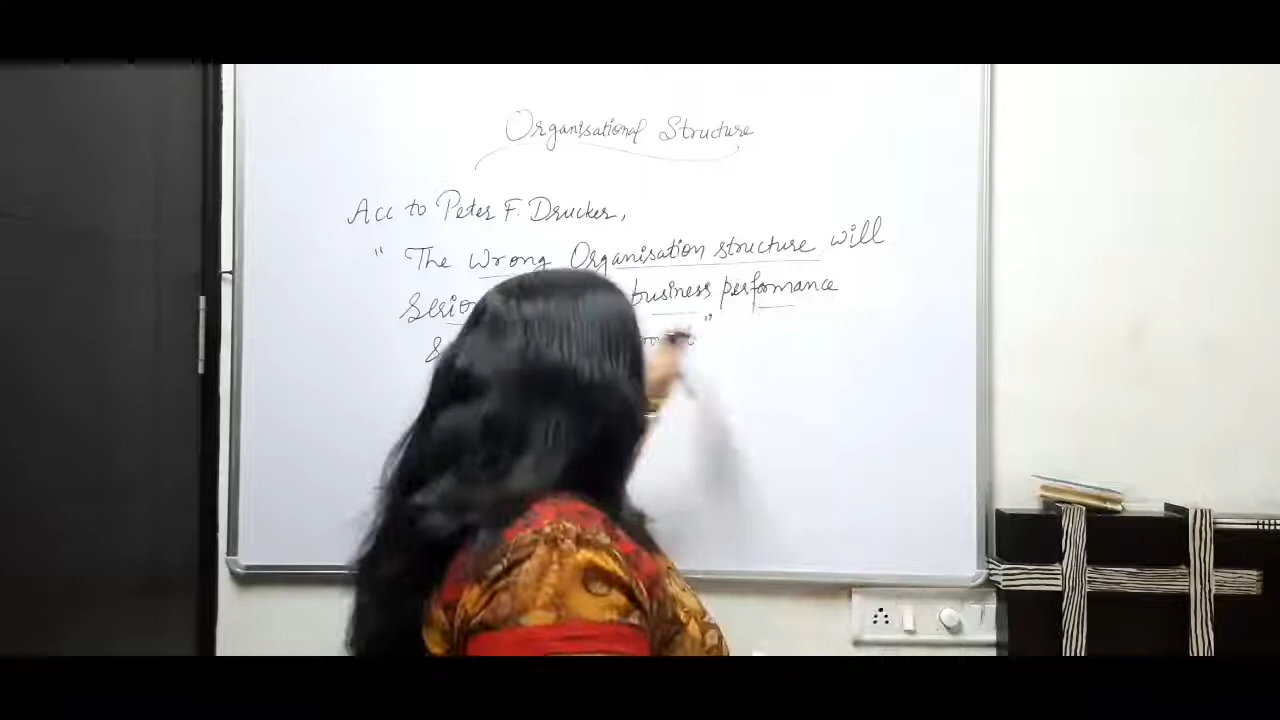 Organisational Structure
Acc to Peter F. Drucker,
" The wrong Organisation structure will
business performance
& "